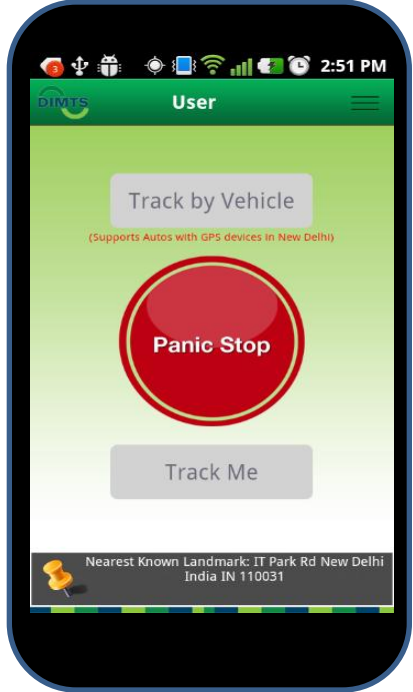 3
2:51 PM
DIMTS
User
Track by Vehicle
(Supports Autos with GPS devices In New Delhi)
Panic Stop
Track Me
Nearest Known Landmark: IT Park Rd New Delhi
India IN 110031